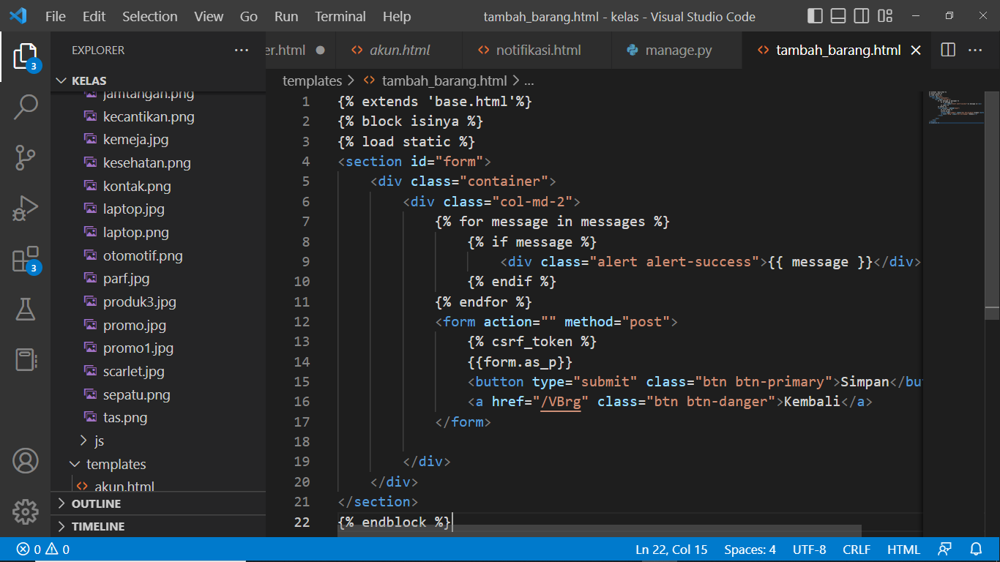 File Edit Selection View Go Run Terminal Help tambah_barang.html - kelas - Visual Studio Code
EXPLORER
er.html akun.html notifikasi.html manage.py tambah_barang.html
KELAS
templates > tambah_barang.html > ...
jamtangan.png
kecantikan.png
kemeja.jpg
kesehatan.png
kontak.png
laptop.jpg
laptop.png
otomotif.png
parf.jpg
produk3.jpg
promo.jpg
promo1.jpg
scarlet.jpg
sepatu.png
tas.png
js
templates
akun.html
OUTLINE
TIMELINE
3
3
1 {% extends 'base.html'%}
2 {% block isinya %}
3 {% load static %}
4 <section id="form">
5 <div class="container">
6 <div class="col-md-2">
7 {% for message in messages %}
8 {% if message %}
9 <div class="alert alert-success">{{ message }}</div>
10 {% endif %}
11 {% endfor %}
12 <form action="" method="post">
13 {% csrf_token %}
14 {{form.as_p}}
15 <button type="submit" class="btn btn-primary">Simpan</bu
16 <a href="/VBrg" class="btn btn-danger">Kembali</a>
17 </form>
18
19 </div>
20 </div>
21 </section>
22 {% endblock %}
0 0 Ln 22, Col 15 Spaces: 4 UTF-8 CRLF HTML